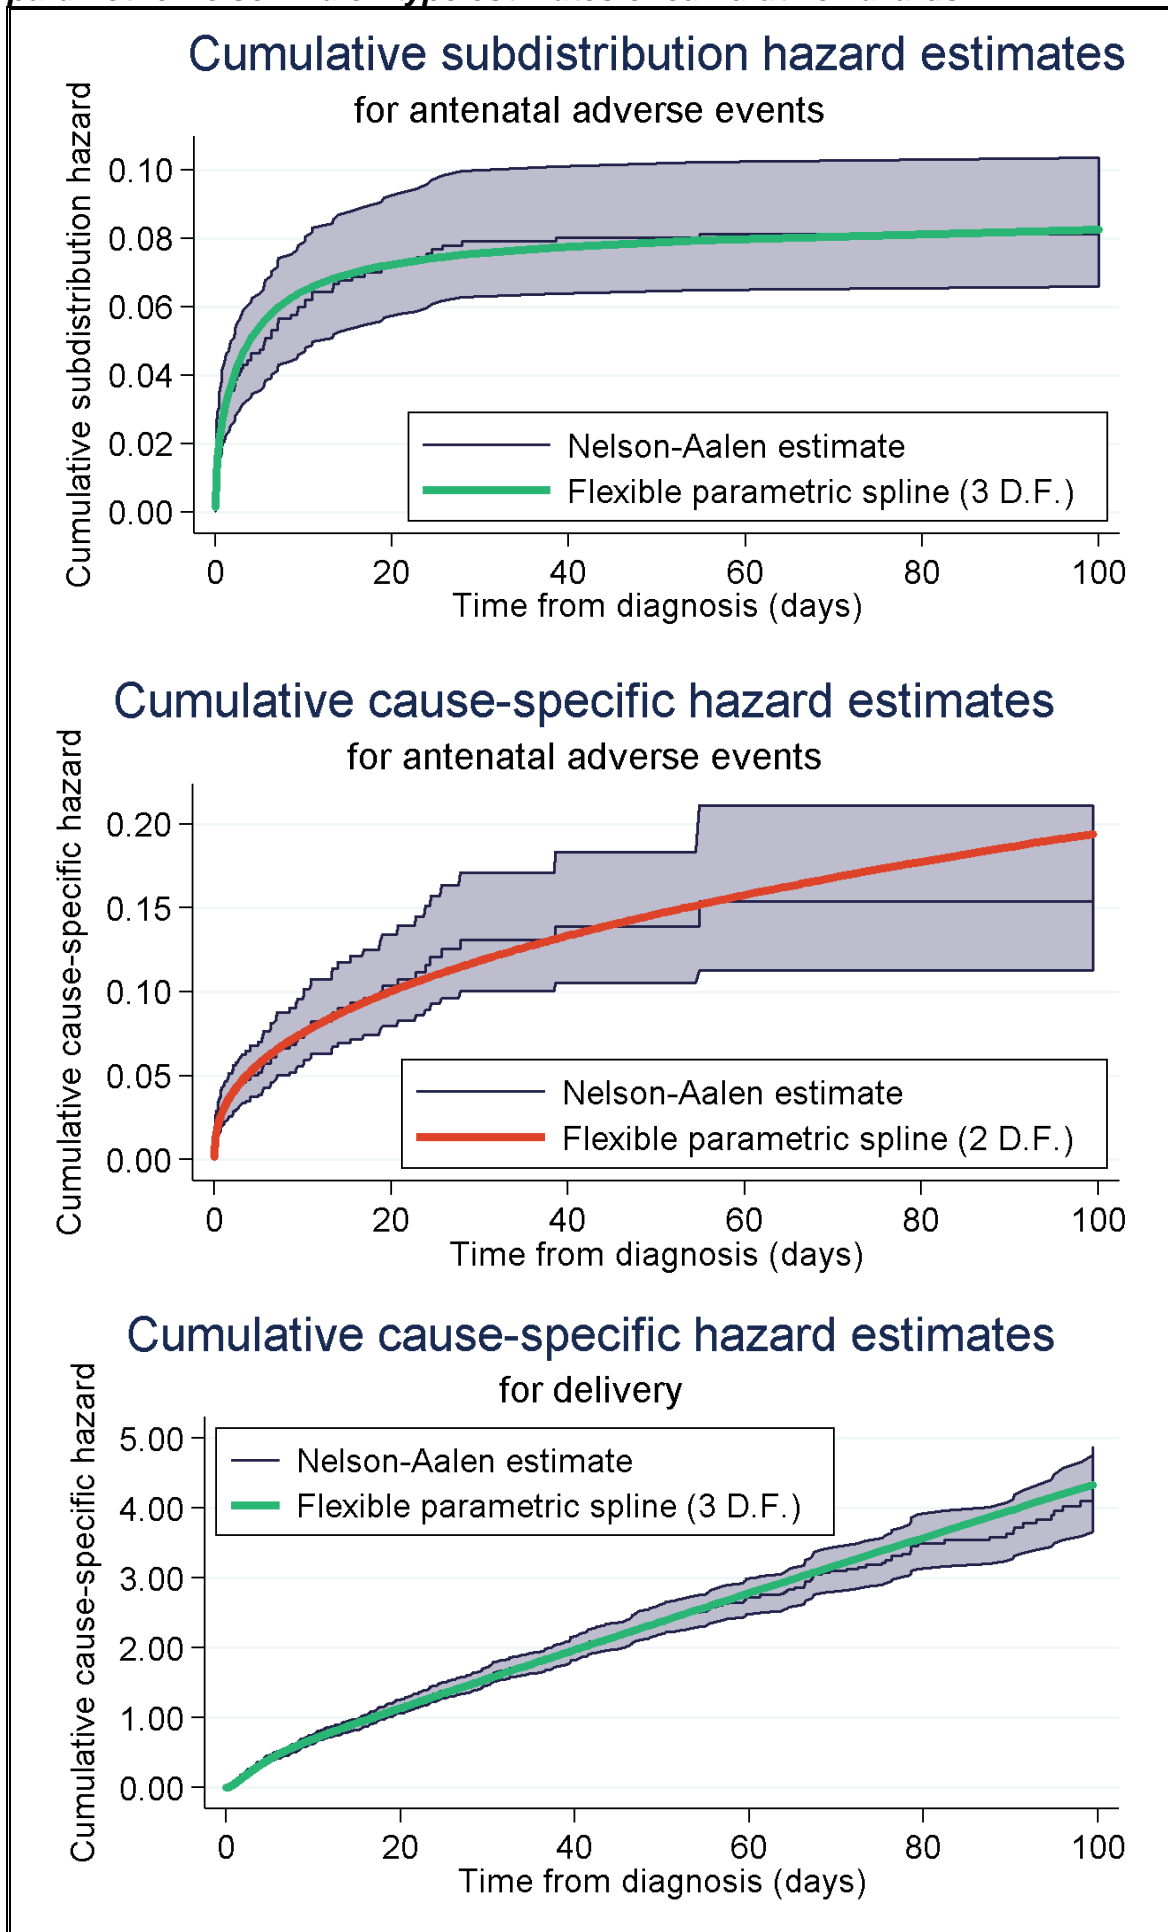 Cumulative subdistribution hazard estimates
for antenatal adverse events
Cumulative subdistribution hazard
0.10
0.08
0.06
0.04
0.02
0.00
Nelson-Aalen estimate
Flexible parametric spline (3 D.F.)
0 20 40 60 80 100
Time from diagnosis (days)
Cumulative cause-specific hazard estimates
for antenatal adverse events
Cumulative cause-specific hazard
0.20
0.15
0.10
0.05
0.00
Nelson-Aalen estimate
Flexible parametric spline (2 D.F.)
0 20 40 60 80 100
Time from diagnosis (days)
Cumulative cause-specific hazard estimates
for delivery
Cumulative cause-specific hazard
5.00
4.00
3.00
2.00
1.00
0.00
Nelson-Aalen estimate
Flexible parametric spline (3 D.F.)
0 20 40 60 80 100
Time from diagnosis (days)